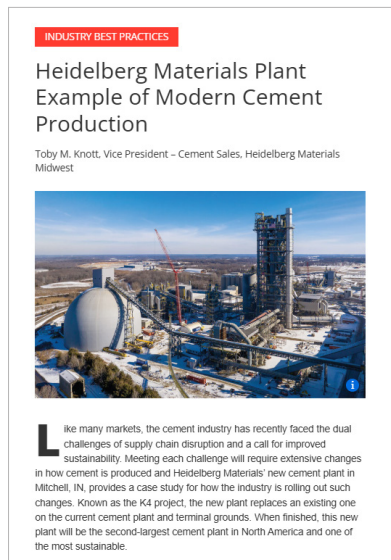 INDUSTRY BEST PRACTICES
Heidelberg Materials Plant
Example of Modern Cement
Production
Toby M. Knott, Vice President – Cement Sales, Heidelberg Materials
Midwest
Like many markets, the cement industry has recently faced the dual
challenges of supply chain disruption and a call for improved
sustainability. Meeting each challenge will require extensive changes
in how cement is produced and Heidelberg Materials' new cement plant in
Mitchell, IN, provides a case study for how the industry is rolling out such
changes. Known as the K4 project, the new plant replaces an existing one
on the current cement plant and terminal grounds. When finished, this new
plant will be the second-largest cement plant in North America and one of
the most sustainable.